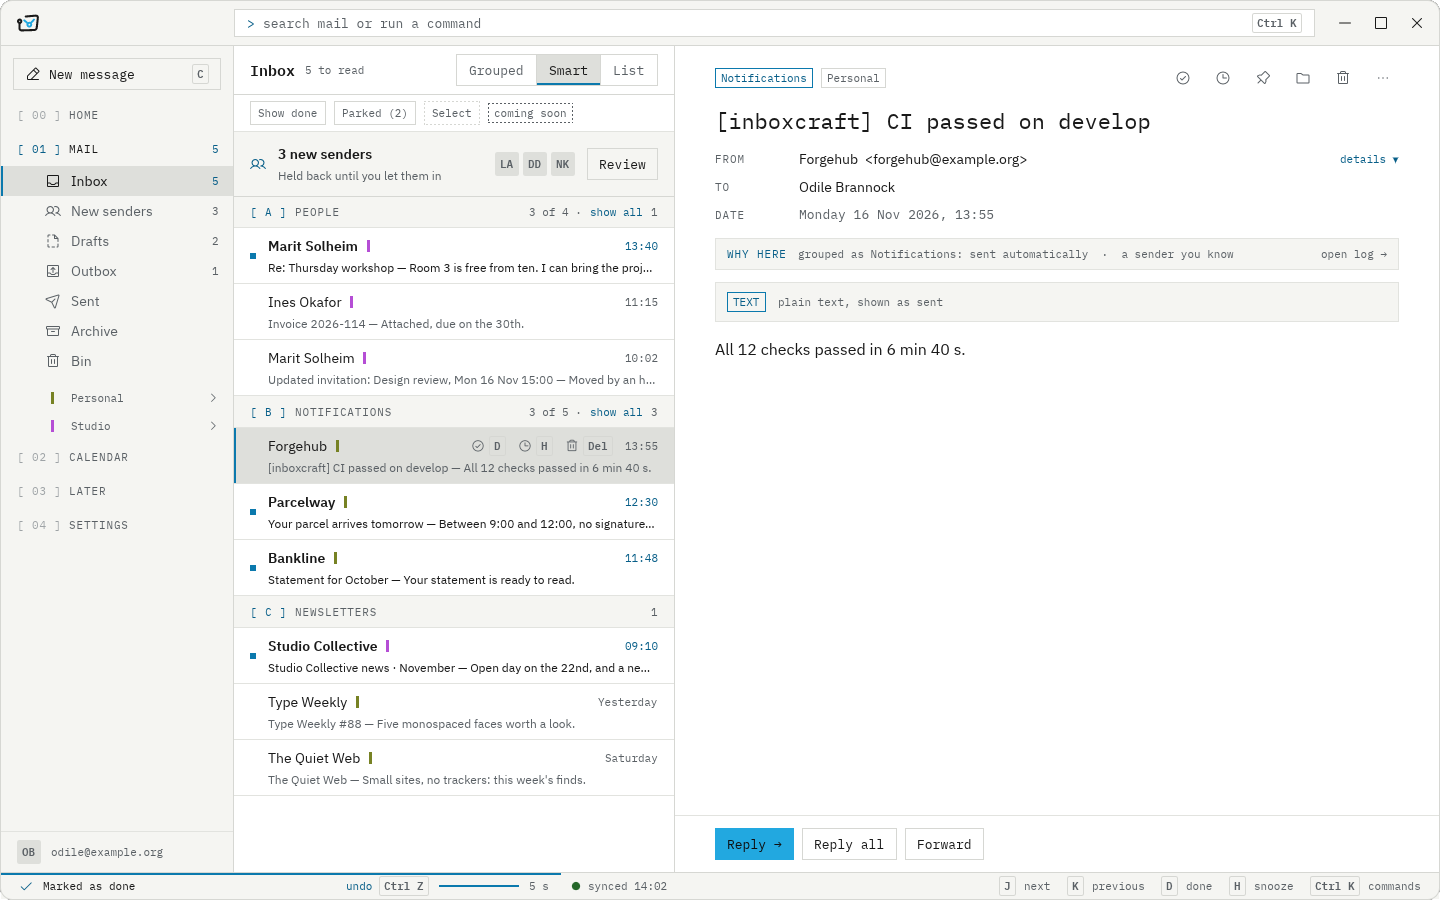 > search mail or run a command Ctrl K
New message C
[ 00 ] HOME
[ 01 ] MAIL 5
Inbox 5
New senders 3
Drafts 2
Outbox 1
Sent
Archive
Bin
Personal
Studio
[ 02 ] CALENDAR
[ 03 ] LATER
[ 04 ] SETTINGS
OB odile@example.org
Inbox 5 to read Grouped Smart List
Show done Parked (2) Select coming soon
3 new senders
Held back until you let them in
LA DD NK Review
[ A ] PEOPLE 3 of 4 · show all 1
Marit Solheim 13:40
Re: Thursday workshop — Room 3 is free from ten. I can bring the proj…
Ines Okafor 11:15
Invoice 2026-114 — Attached, due on the 30th.
Marit Solheim 10:02
Updated invitation: Design review, Mon 16 Nov 15:00 — Moved by an h…
[ B ] NOTIFICATIONS 3 of 5 · show all 3
Forgehub D H Del 13:55
[inboxcraft] CI passed on develop — All 12 checks passed in 6 min 40 s.
Parcelway 12:30
Your parcel arrives tomorrow — Between 9:00 and 12:00, no signature…
Bankline 11:48
Statement for October — Your statement is ready to read.
[ C ] NEWSLETTERS 1
Studio Collective 09:10
Studio Collective news · November — Open day on the 22nd, and a ne…
Type Weekly Yesterday
Type Weekly #88 — Five monospaced faces worth a look.
The Quiet Web Saturday
The Quiet Web — Small sites, no trackers: this week's finds.
Notifications Personal
[inboxcraft] CI passed on develop
FROM Forgehub <forgehub@example.org> details ▾
TO Odile Brannock
DATE Monday 16 Nov 2026, 13:55
WHY HERE grouped as Notifications: sent automatically · a sender you know open log →
TEXT plain text, shown as sent
All 12 checks passed in 6 min 40 s.
Reply → Reply all Forward
Marked as done undo Ctrl Z 5 s synced 14:02 J next K previous D done H snooze Ctrl K commands